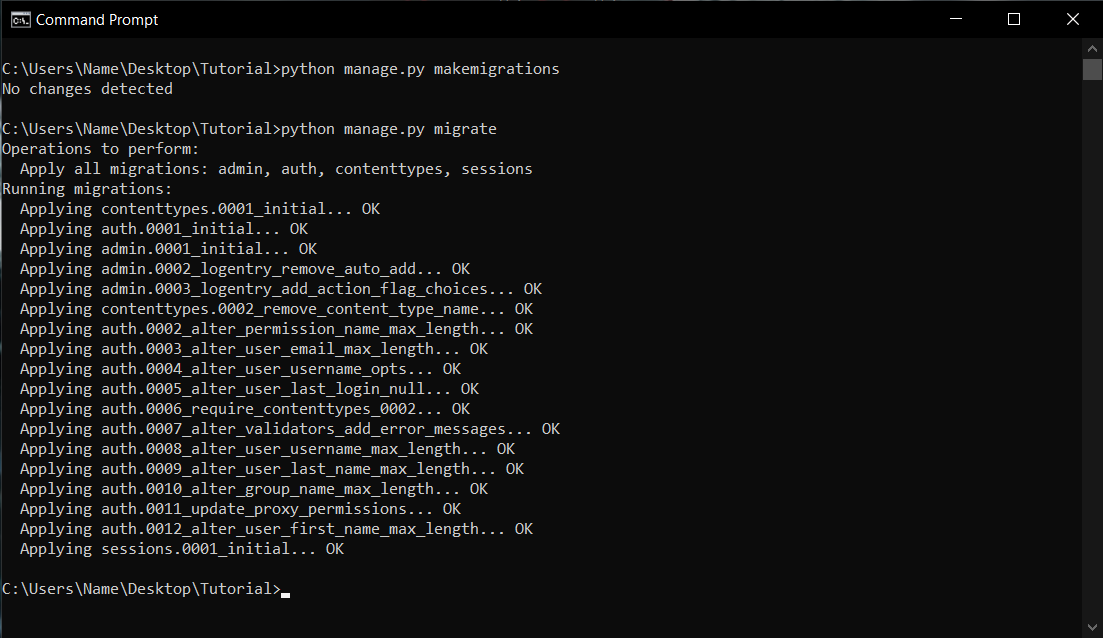 Command Prompt
C:\Users\Name\Desktop\Tutorial>python manage.py makemigrations
No changes detected
C:\Users\Name\Desktop\Tutorial>python manage.py migrate
Operations to perform:
  Apply all migrations: admin, auth, contenttypes, sessions
Running migrations:
  Applying contenttypes.0001_initial... OK
  Applying auth.0001_initial... OK
  Applying admin.0001_initial... OK
  Applying admin.0002_logentry_remove_auto_add... OK
  Applying admin.0003_logentry_add_action_flag_choices... OK
  Applying contenttypes.0002_remove_content_type_name... OK
  Applying auth.0002_alter_permission_name_max_length... OK
  Applying auth.0003_alter_user_email_max_length... OK
  Applying auth.0004_alter_user_username_opts... OK
  Applying auth.0005_alter_user_last_login_null... OK
  Applying auth.0006_require_contenttypes_0002... OK
  Applying auth.0007_alter_validators_add_error_messages... OK
  Applying auth.0008_alter_user_username_max_length... OK
  Applying auth.0009_alter_user_last_name_max_length... OK
  Applying auth.0010_alter_group_name_max_length... OK
  Applying auth.0011_update_proxy_permissions... OK
  Applying auth.0012_alter_user_first_name_max_length... OK
  Applying sessions.0001_initial... OK
C:\Users\Name\Desktop\Tutorial>